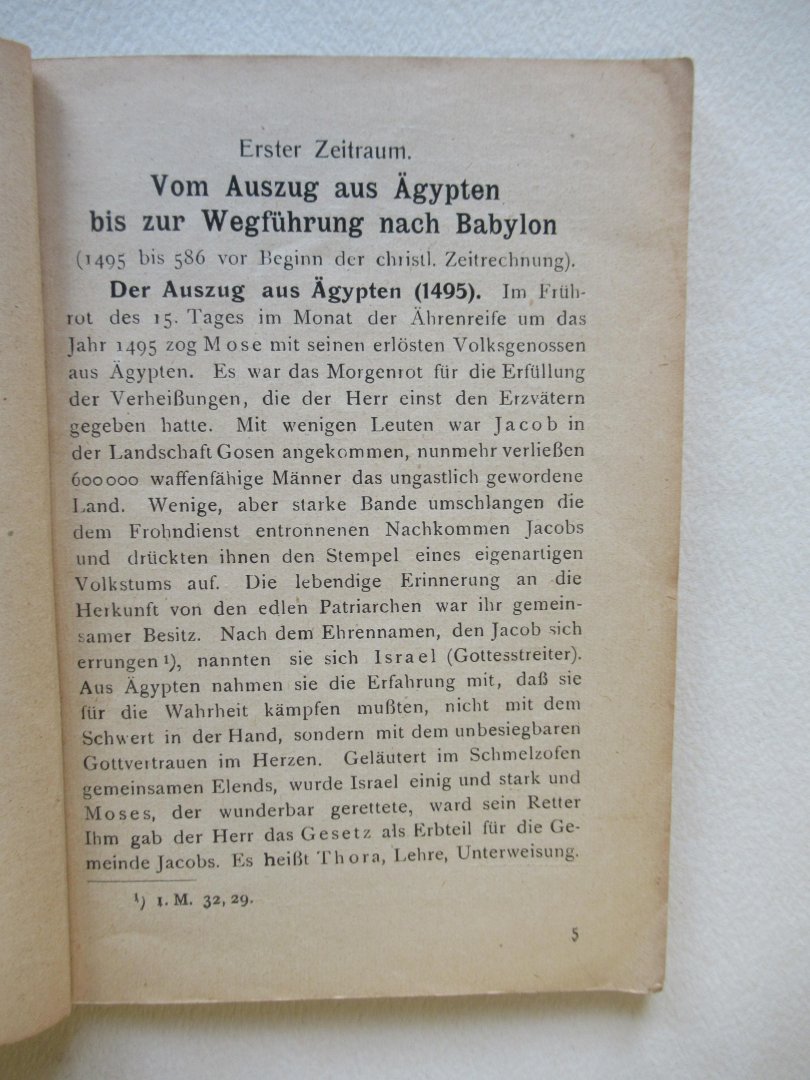 Erster Zeitraum.
Vom Auszug aus Ägypten
bis zur Wegführung nach Babylon
(1495 bis 586 vor Beginn der christl. Zeitrechnung).
Der Auszug aus Ägypten (1495). Im Früh-
rot des 15. Tages im Monat der Ährenreife um das
Jahr 1495 zog Mose mit seinen erlösten Volksgenossen
aus Ägypten. Es war das Morgenrot für die Erfüllung
der Verheißungen, die der Herr einst den Erzvätern
gegeben hatte. Mit wenigen Leuten war Jacob in
der Landschaft Gosen angekommen, nunmehr verließen
600000 waffenfähige Männer das ungastlich gewordene
Land. Wenige, aber starke Bande umschlangen die
dem Frohndienst entronnenen Nachkommen Jacobs
und drückten ihnen den Stempel eines eigenartigen
Volkstums auf. Die lebendige Erinnerung an die
Herkunft von den edlen Patriarchen war ihr gemein-
samer Besitz. Nach dem Ehrennamen, den Jacob sich
errungen ¹), nannten sie sich Israel (Gottesstreiter).
Aus Ägypten nahmen sie die Erfahrung mit, daß sie
für die Wahrheit kämpfen mußten, nicht mit dem
Schwert in der Hand, sondern mit dem unbesiegbaren
Gottvertrauen im Herzen. Geläutert im Schmelzofen
gemeinsamen Elends, wurde Israel einig und stark und
Moses, der wunderbar gerettete, ward sein Retter
Ihm gab der Herr das Gesetz als Erbteil für die Ge-
meinde Jacobs. Es heißt Thora, Lehre, Unterweisung.
¹) 1. M. 32, 29.
5